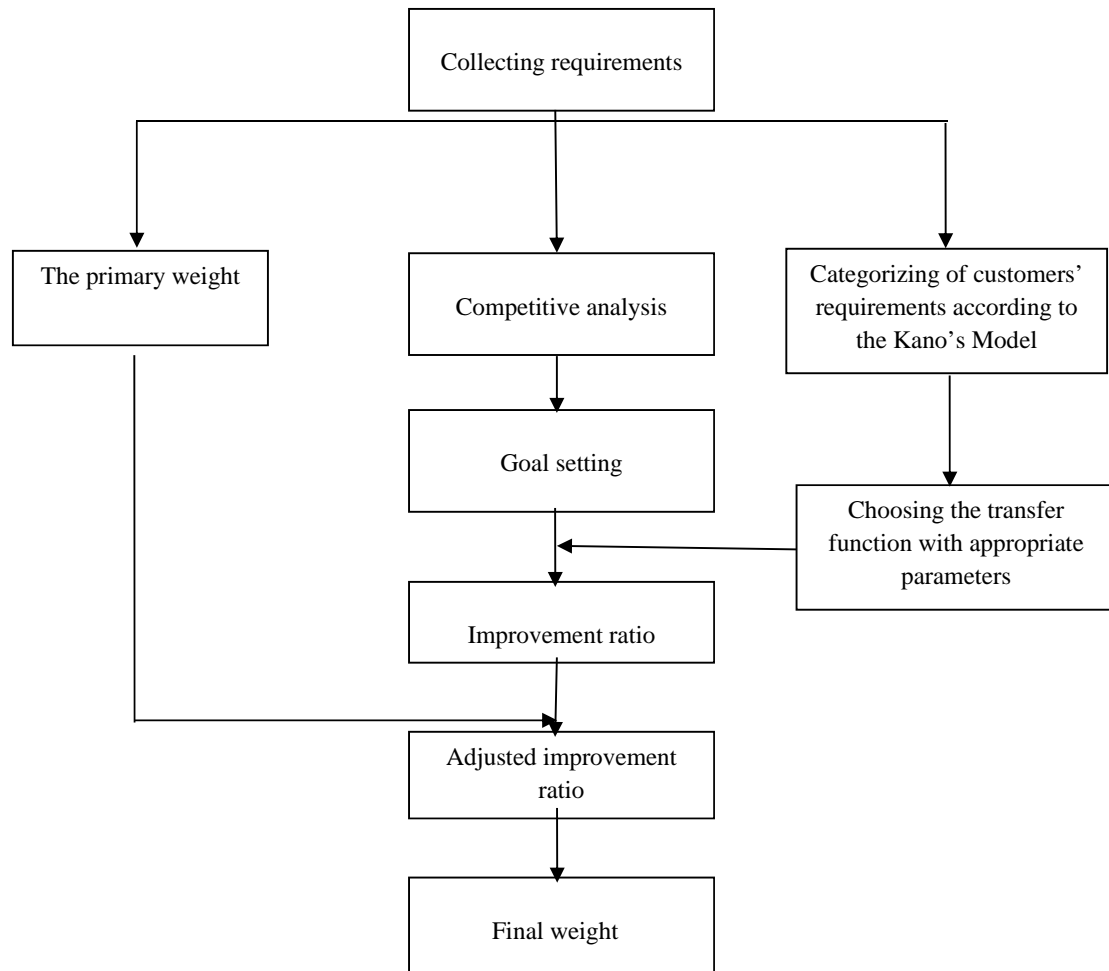 Collecting requirements
The primary weight
Competitive analysis
Categorizing of customers’
requirements according to
the Kano’s Model
Goal setting
Choosing the transfer
function with appropriate
parameters
Improvement ratio
Adjusted improvement
ratio
Final weight